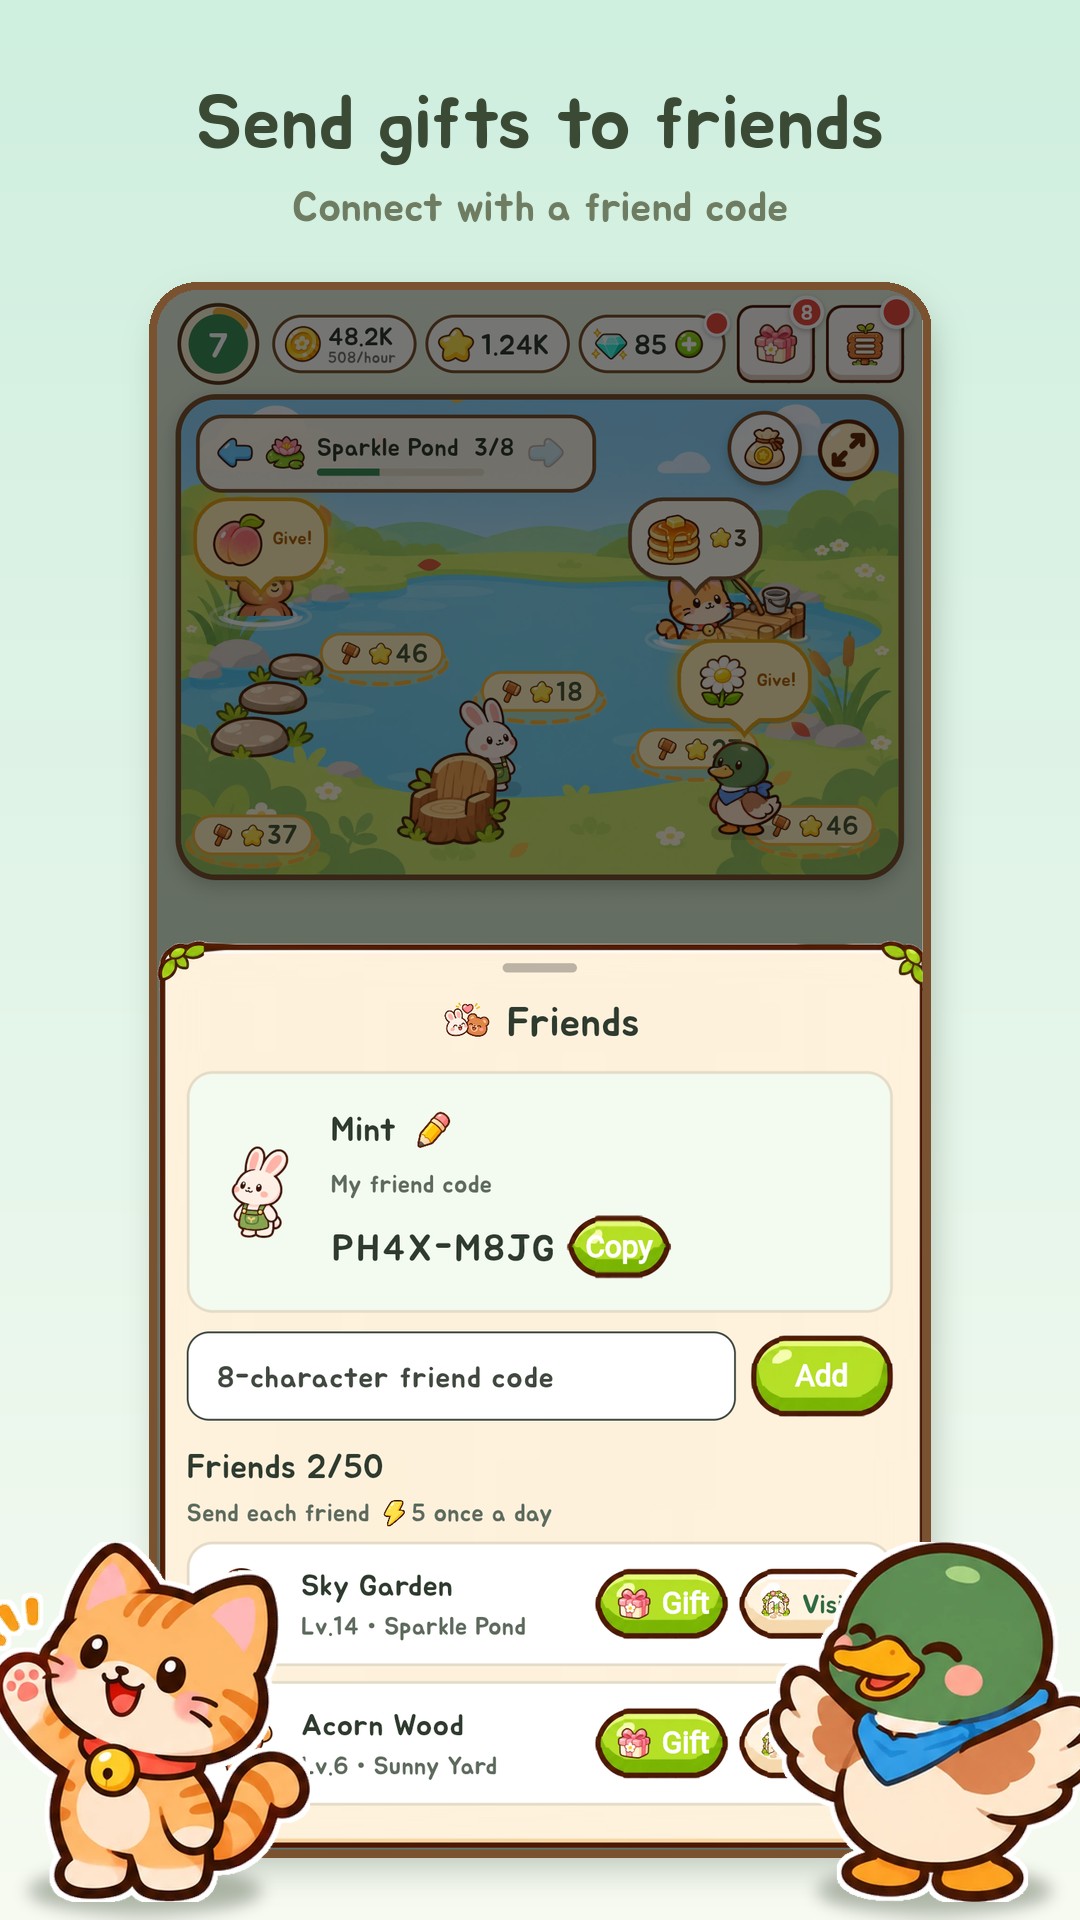 Send gifts to friends
Connect with a friend code
7
48.2K
508/hour
1.24K
85
8
Sparkle Pond 3/8
Give!
3
46
Give!
18
37
46
Friends
Mint
My friend code
PH4X-M8JG
Copy
8-character friend code
Add
Friends 2/50
Send each friend 5 once a day
Sky Garden
Lv.14 • Sparkle Pond
Gift
Acorn Wood
.v.6 • Sunny Yard
Gift